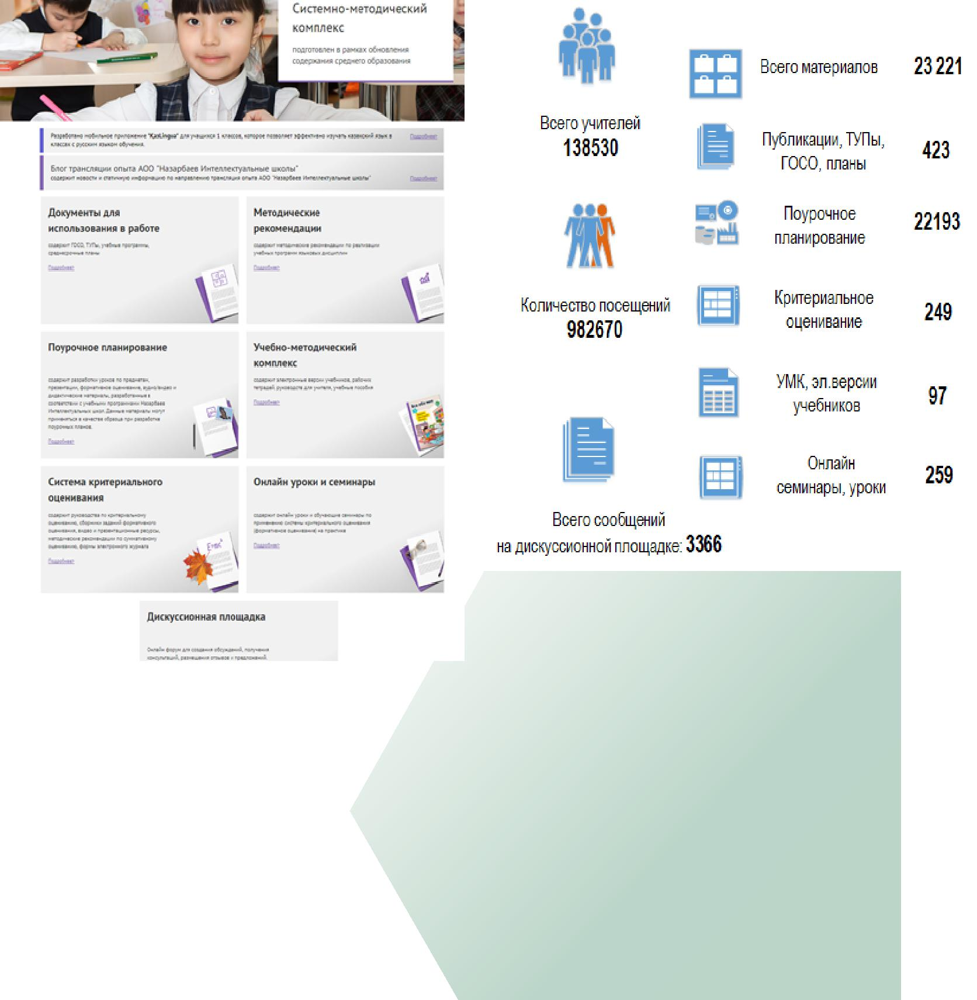 Системно-методический
комплекс
подготовлен в рамках обновления
содержания среднего образования
Разработано мобильное приложение "KazLingua" для учащихся 1 классов, которое позволяет эффективно изучать казахский язык в
классах с русским языком обучения.
Подробнее>
Блог трансляции опыта АОО "Назарбаев Интеллектуальные школы"
содержит новости и статичную информацию по направлению трансляция опыта АОО "Назарбаев Интеллектуальные школы"
Подробнее>
Документы для
использования в работе
содержит ГОСО, ТУПы, учебные программы,
среднесрочные планы
Подробнее>
Методические
рекомендации
содержит методические рекомендации по реализации
учебных программ языковых дисциплин
Подробнее>
Поурочное планирование
содержит разработки уроков по предметам,
презентации, формативное оценивание, аудио/видео и
дидактические материалы, разработанные в
соответствии с учебными программами Назарбаев
Интеллектуальных школ. Данные материалы могут
применяться в качестве образца при разработке
поурочных планов.
Подробнее>
Учебно-методический
комплекс
содержит электронные версии учебников, рабочих
тетрадей, руководств для учителя, учебные пособия
Подробнее>
Система критериального
оценивания
содержит руководства по критериальному
оцениванию, сборники заданий формативного
оценивания, видео и презентационные ресурсы,
методические рекомендации по суммативному
оцениванию, формы электронного журнала
Подробнее>
Онлайн уроки и семинары
содержит онлайн уроки и обучающие семинары по
применению системы критериального оценивания
(формативное оценивание) на практике
Подробнее>
Дискуссионная площадка
Онлайн форум для создания обсуждений, получения
консультаций, размещения отзывов и предложений.
Всего учителей
138530
Количество посещений
982670
Всего сообщений
на дискуссионной площадке: 3366
Всего материалов 23 221
Публикации, ТУПы,
ГОСО, планы
423
Поурочное
планирование
22193
Критериальное
оценивание
249
УМК, эл.версии
учебников
97
Онлайн
семинары, уроки
259